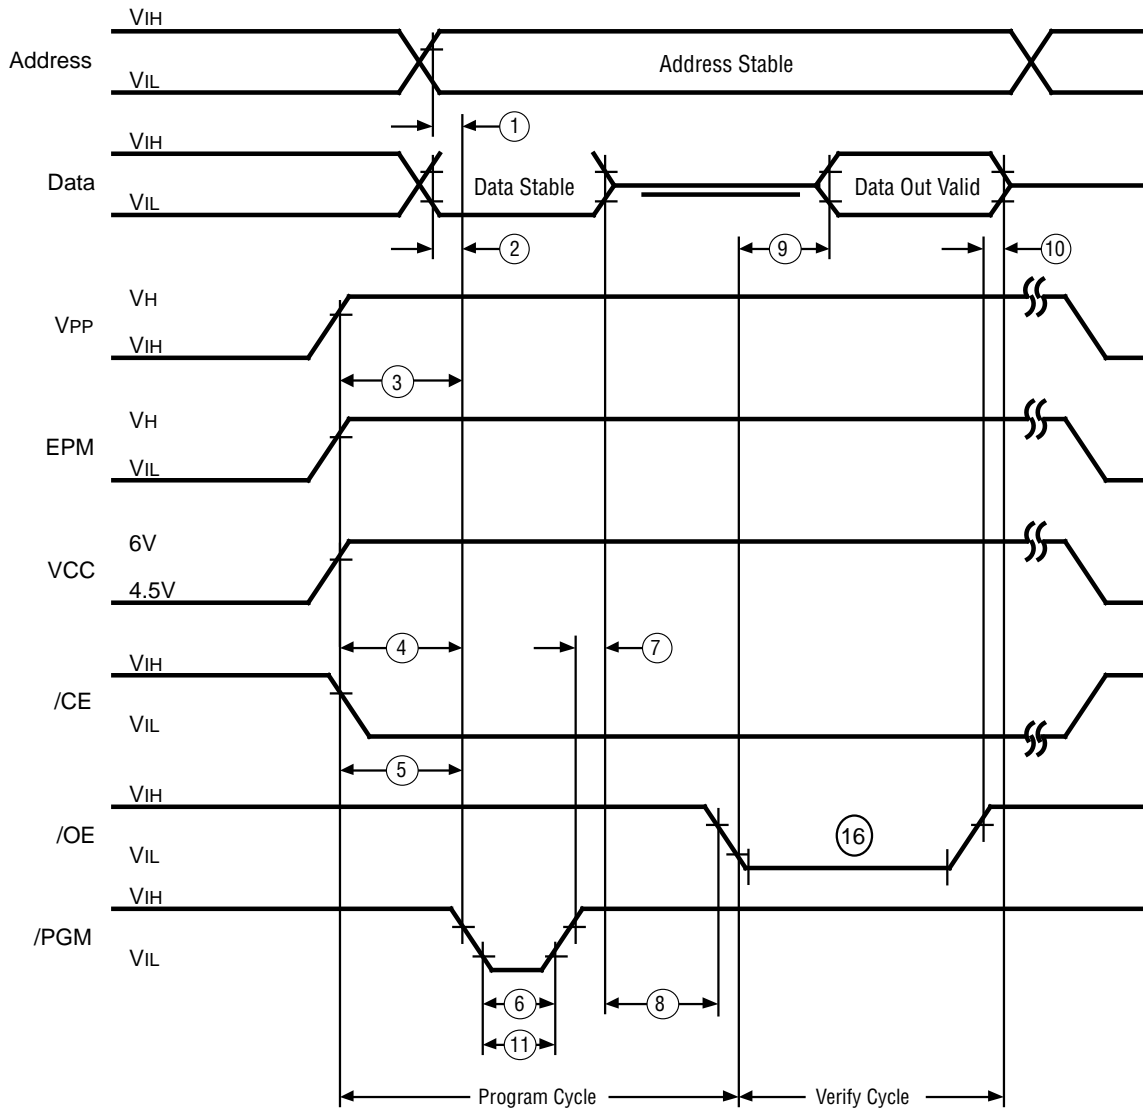 VIH
Address
Address Stable
VIL
1
VIH
Data
Data Stable
Data Out Valid
VIL
2
9
10
VH
VPP
VIH
3
VH
EPM
VIL
6V
VCC
4.5V
4
7
VIH
/CE
VIL
5
VIH
/OE
16
VIL
VIH
/PGM
VIL
6
8
11
Program Cycle
Verify Cycle